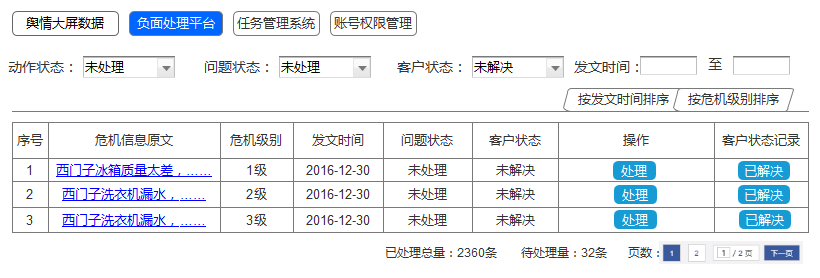 舆情大屏数据 负面处理平台 任务管理系统 账号权限管理
动作状态： 未处理 问题状态： 未处理 客户状态： 未解决 发文时间： 至
按发文时间排序 按危机级别排序
序号 危机信息原文 危机级别 发文时间 问题状态 客户状态 操作 客户状态记录
1 西门子冰箱质量太差，…… 1级 2016-12-30 未处理 未解决 处理 已解决
2 西门子洗衣机漏水，…… 2级 2016-12-30 未处理 未解决 处理 已解决
3 西门子洗衣机漏水，…… 3级 2016-12-30 未处理 未解决 处理 已解决
已处理总量：2360条 待处理量：32条 页数： 1 2 1 / 2 页 下一页